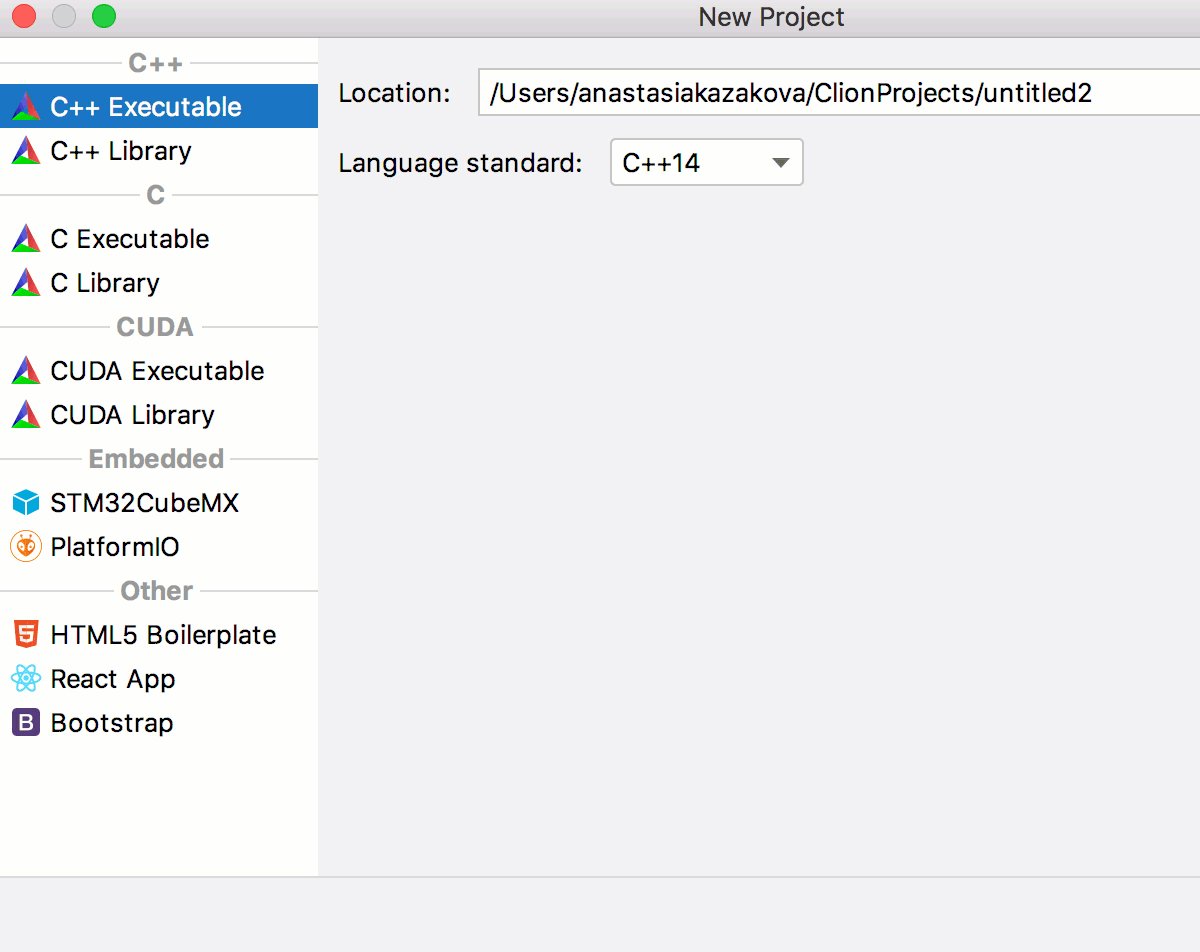 New Project
C++
C++ Executable
C++ Library
C
C Executable
C Library
CUDA
CUDA Executable
CUDA Library
Embedded
STM32CubeMX
PlatformIO
Other
HTML5 Boilerplate
React App
B Bootstrap
Location: /Users/anastasiakazakova/ClionProjects/untitled2
Language standard: C++14